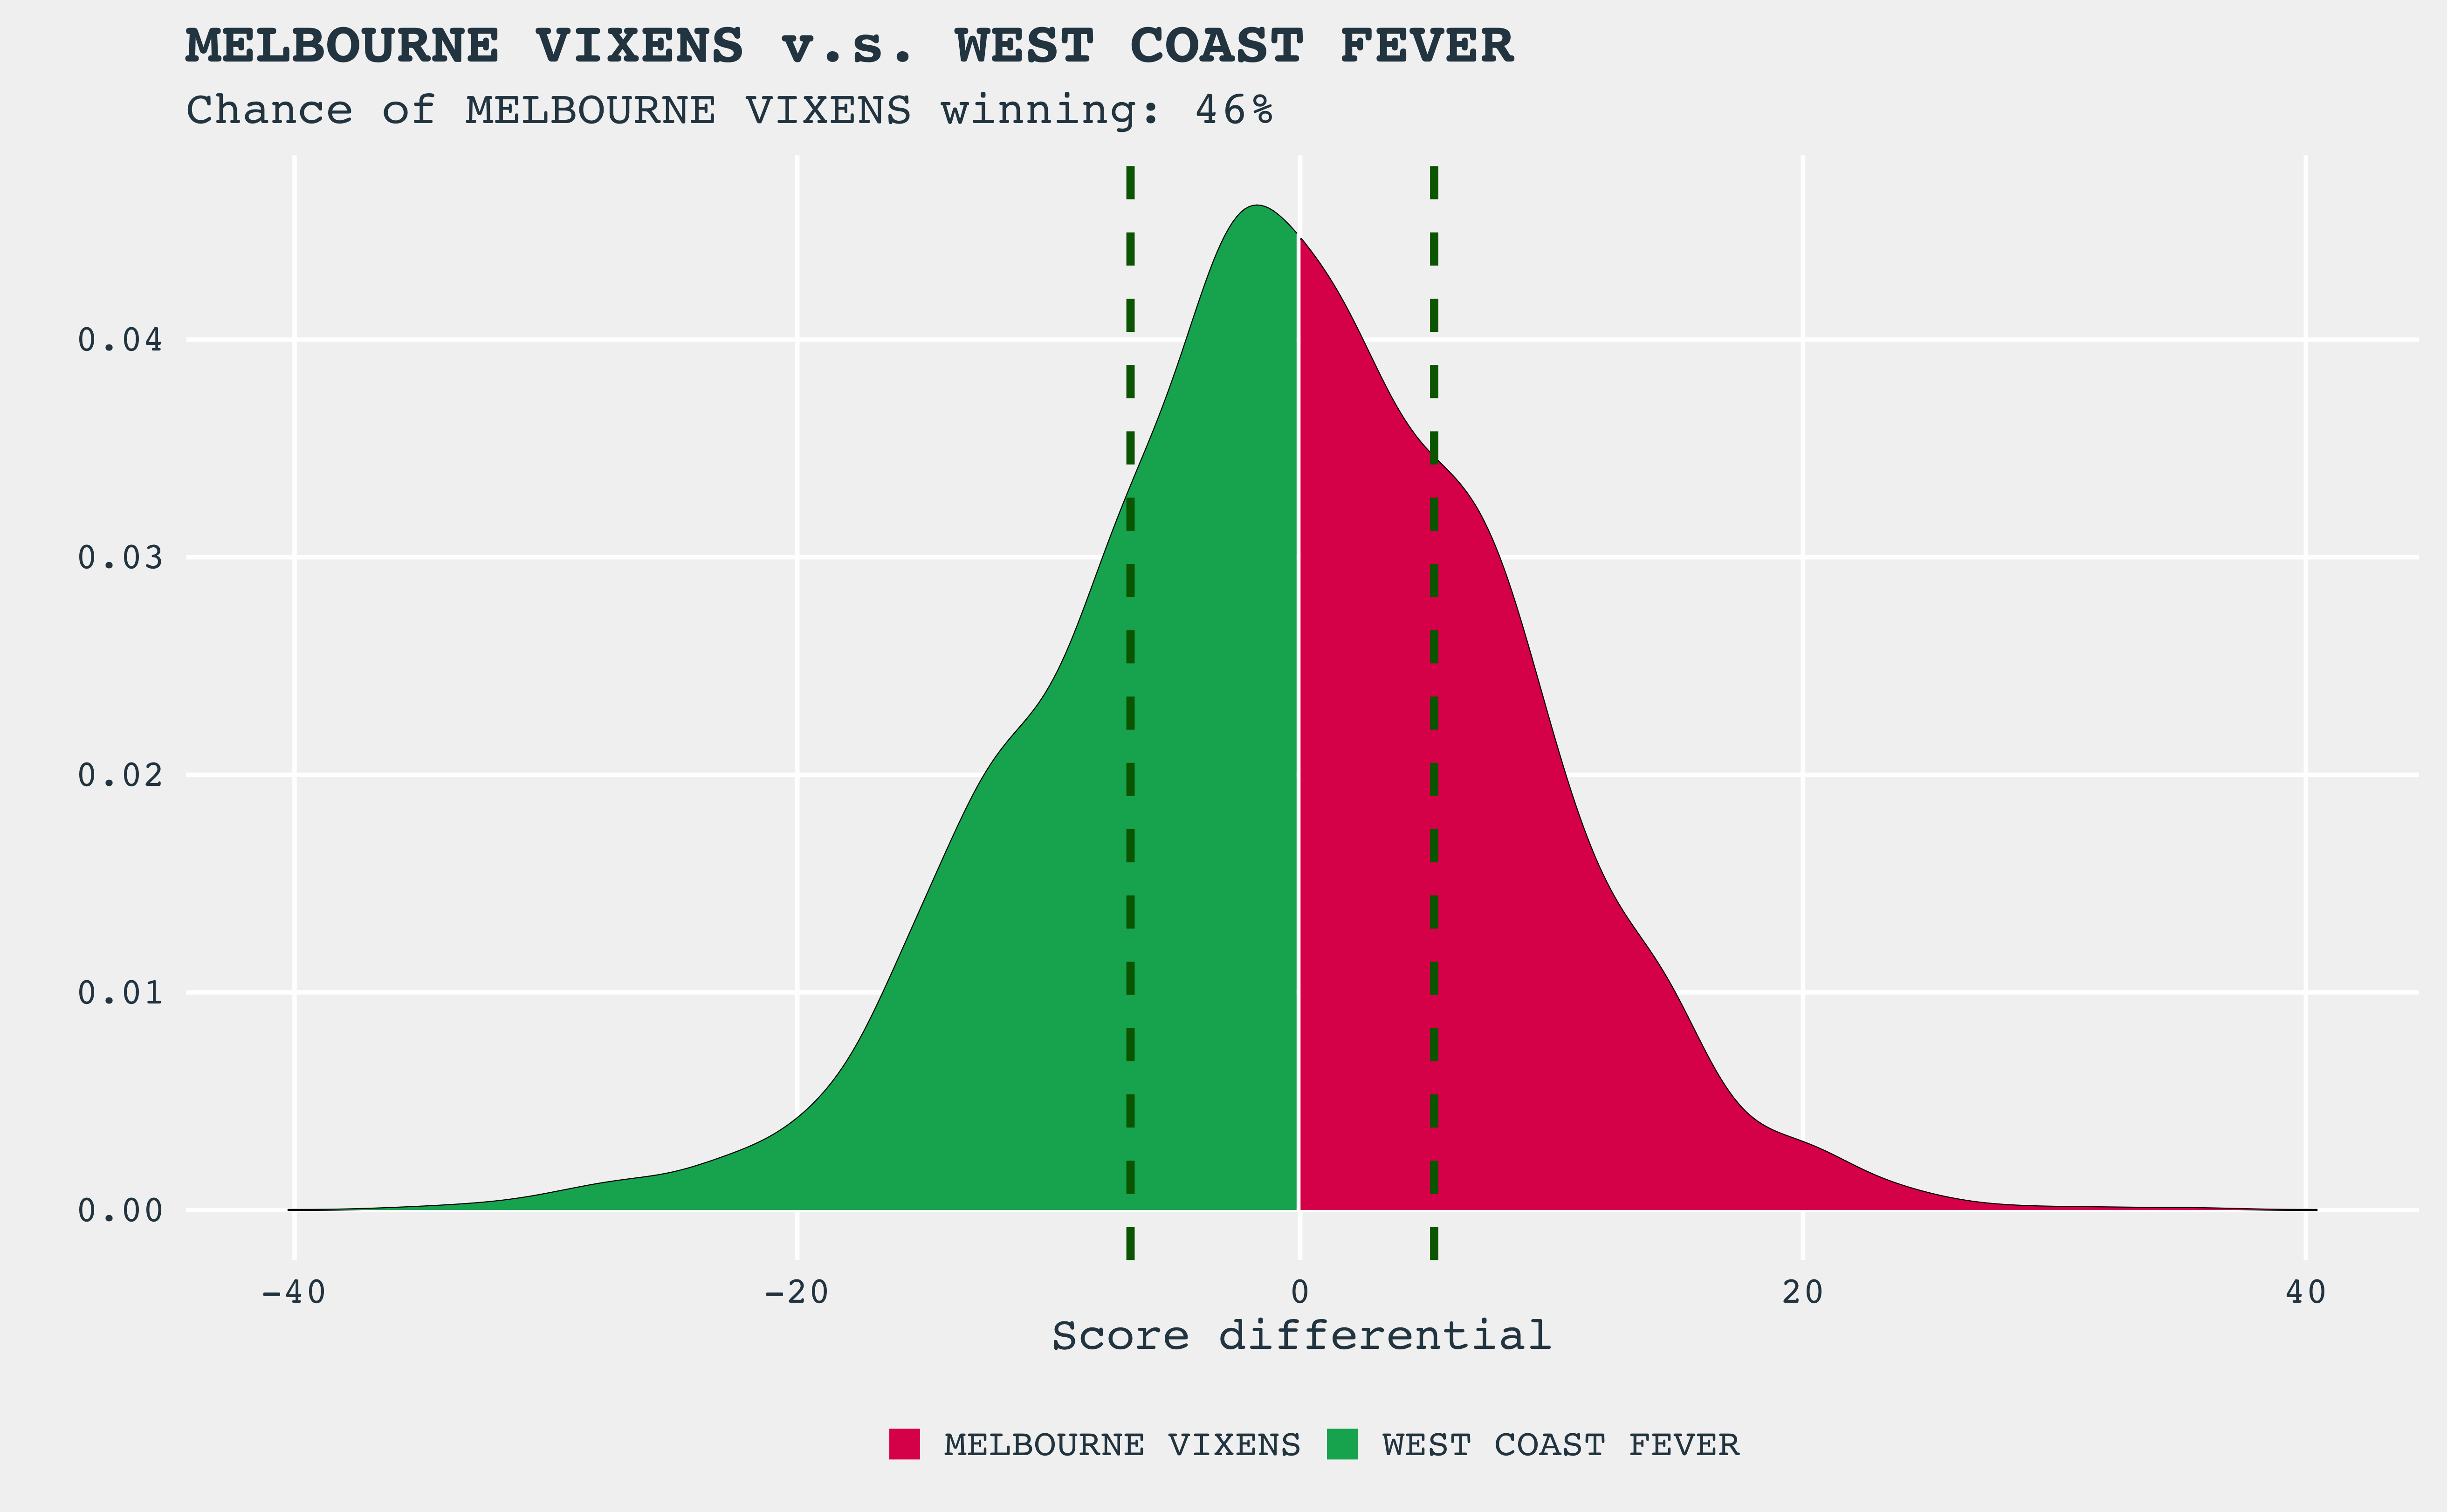 MELBOURNE VIXENS v.s. WEST COAST FEVER
Chance of MELBOURNE VIXENS winning: 46%
0.04
0.03
0.02
0.01
0.00
-40 -20 0 20 40
Score differential
MELBOURNE VIXENS WEST COAST FEVER